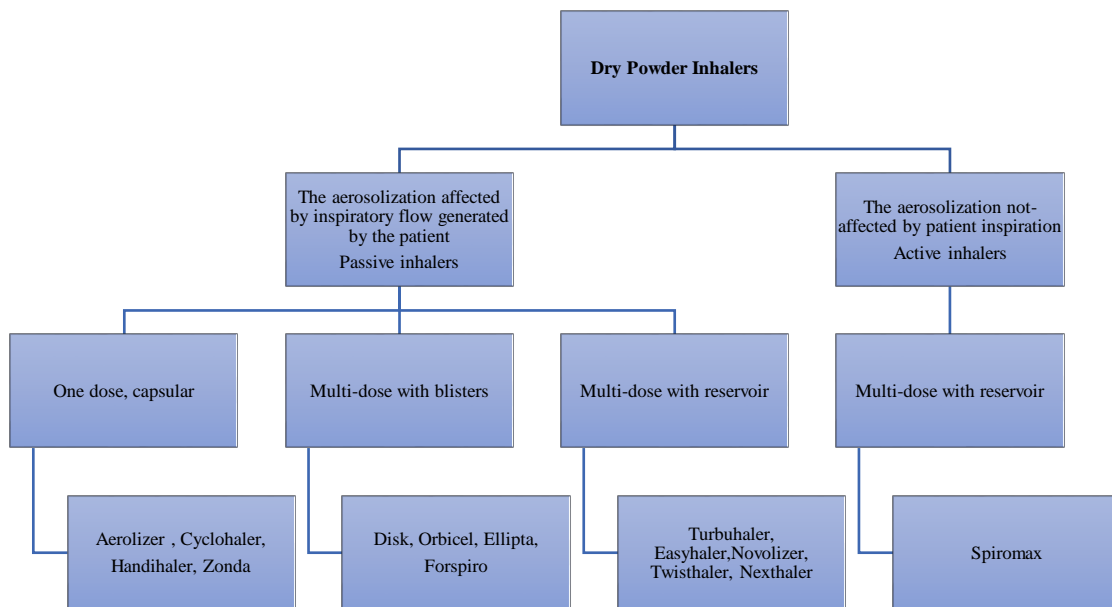 Dry Powder Inhalers
The aerosolization affected
by inspiratory flow generated
by the patient
Passive inhalers
The aerosolization not-
affected by patient inspiration
Active inhalers
One dose, capsular
Multi-dose with blisters
Multi-dose with reservoir
Multi-dose with reservoir
Aerolizer , Cyclohaler,
Handihaler, Zonda
Disk, Orbicel, Ellipta,
Forspiro
Turbuhaler,
Easyhaler,Novolizer,
Twisthaler, Nexthaler
Spiromax